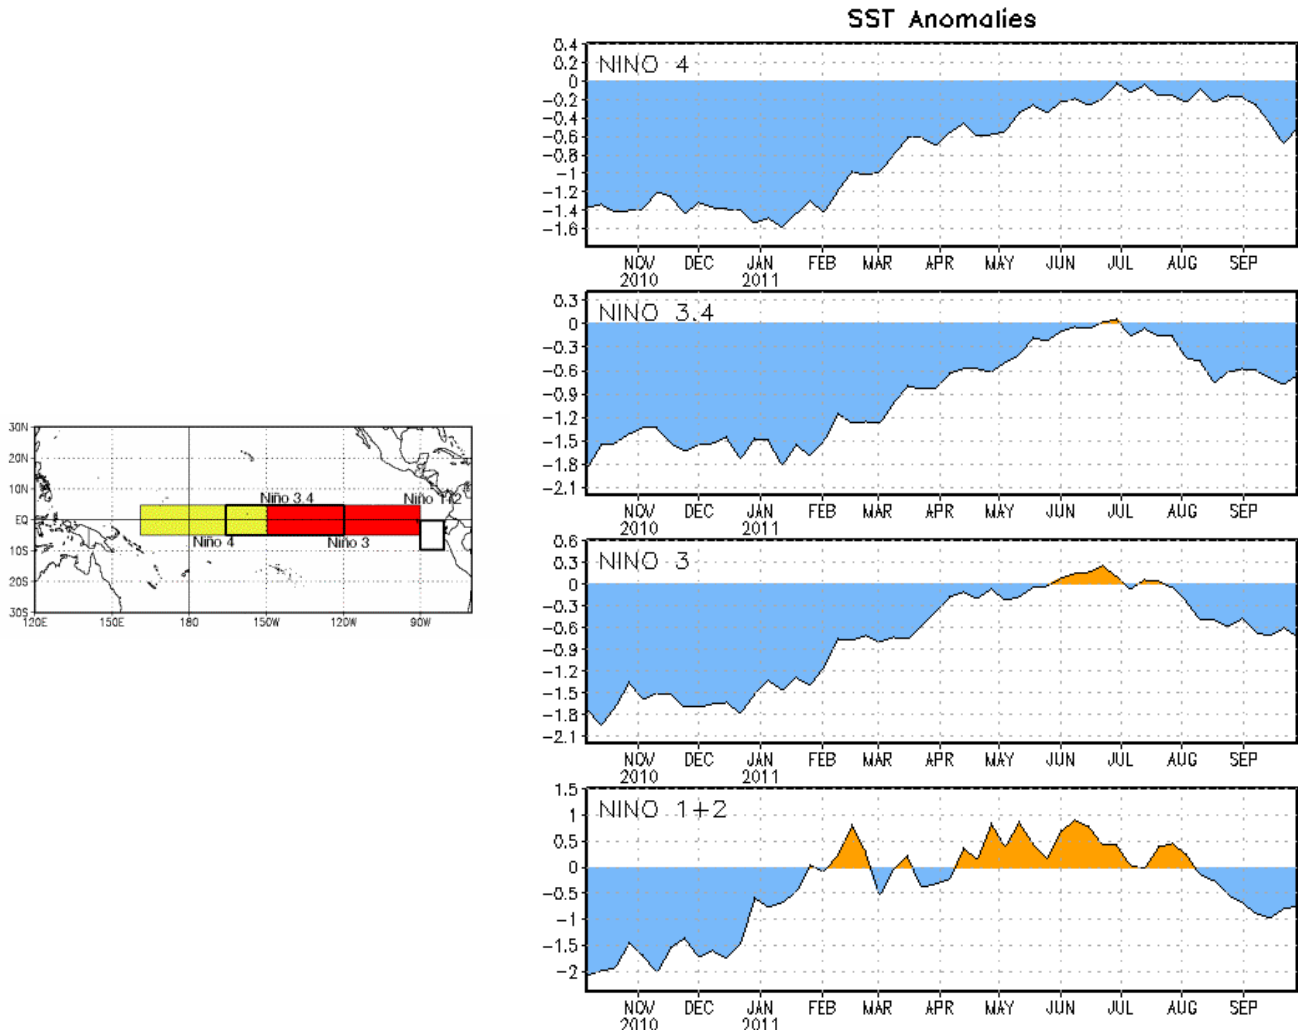 SST Anomalies
NINO 4
0.4
0.2
0
-0.2
-0.4
-0.6
-0.8
-1
-1.2
-1.4
-1.6
NOV DEC JAN FEB MAR APR MAY JUN JUL AUG SEP
2010 2011
NINO 3.4
0.3
0
-0.3
-0.6
-0.9
-1.2
-1.5
-1.8
-2.1
NOV DEC JAN FEB MAR APR MAY JUN JUL AUG SEP
2010 2011
30N
20N
10N
EQ
10S
20S
30S
120E 150E 180 150W 120W 90W
Niño 3.4
Niño 1+2
Niño 4
Niño 3
NINO 3
0.6
0.3
0
-0.3
-0.6
-0.9
-1.2
-1.5
-1.8
-2.1
NOV DEC JAN FEB MAR APR MAY JUN JUL AUG SEP
2010 2011
NINO 1+2
1.5
1
0.5
0
-0.5
-1
-1.5
-2
NOV DEC JAN FEB MAR APR MAY JUN JUL AUG SEP
2010 2011